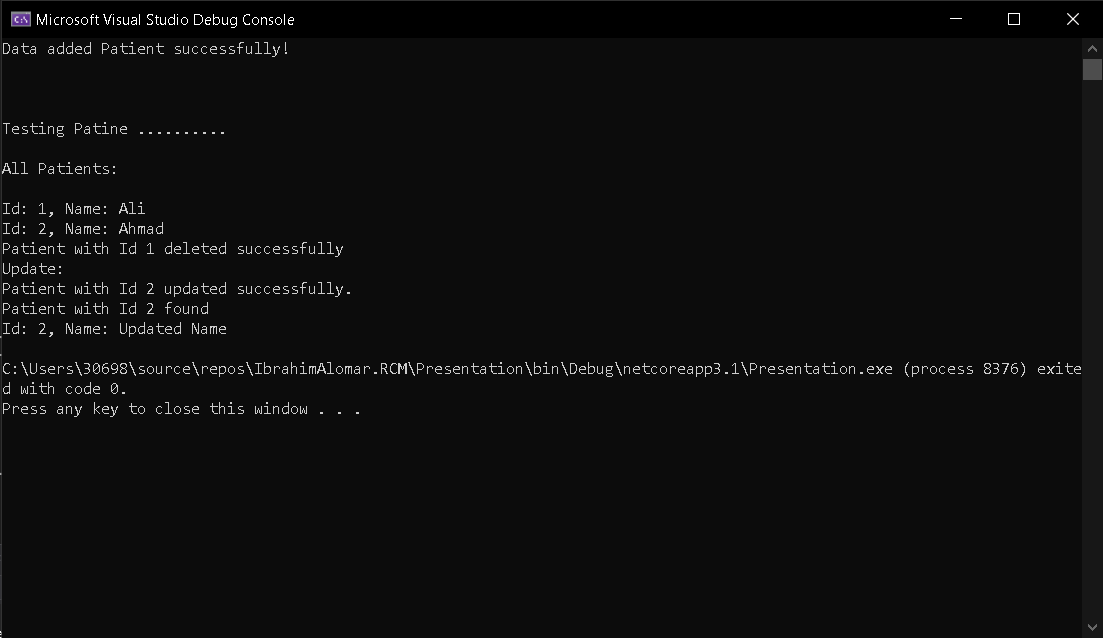 Microsoft Visual Studio Debug Console
Data added Patient successfully!
Testing Patine ..........
All Patients:
Id: 1, Name: Ali
Id: 2, Name: Ahmad
Patient with Id 1 deleted successfully
Update:
Patient with Id 2 updated successfully.
Patient with Id 2 found
Id: 2, Name: Updated Name
C:\Users\30698\source\repos\IbrahimAlomar.RCM\Presentation\bin\Debug\netcoreapp3.1\Presentation.exe (process 8376) exite
d with code 0.
Press any key to close this window . . .